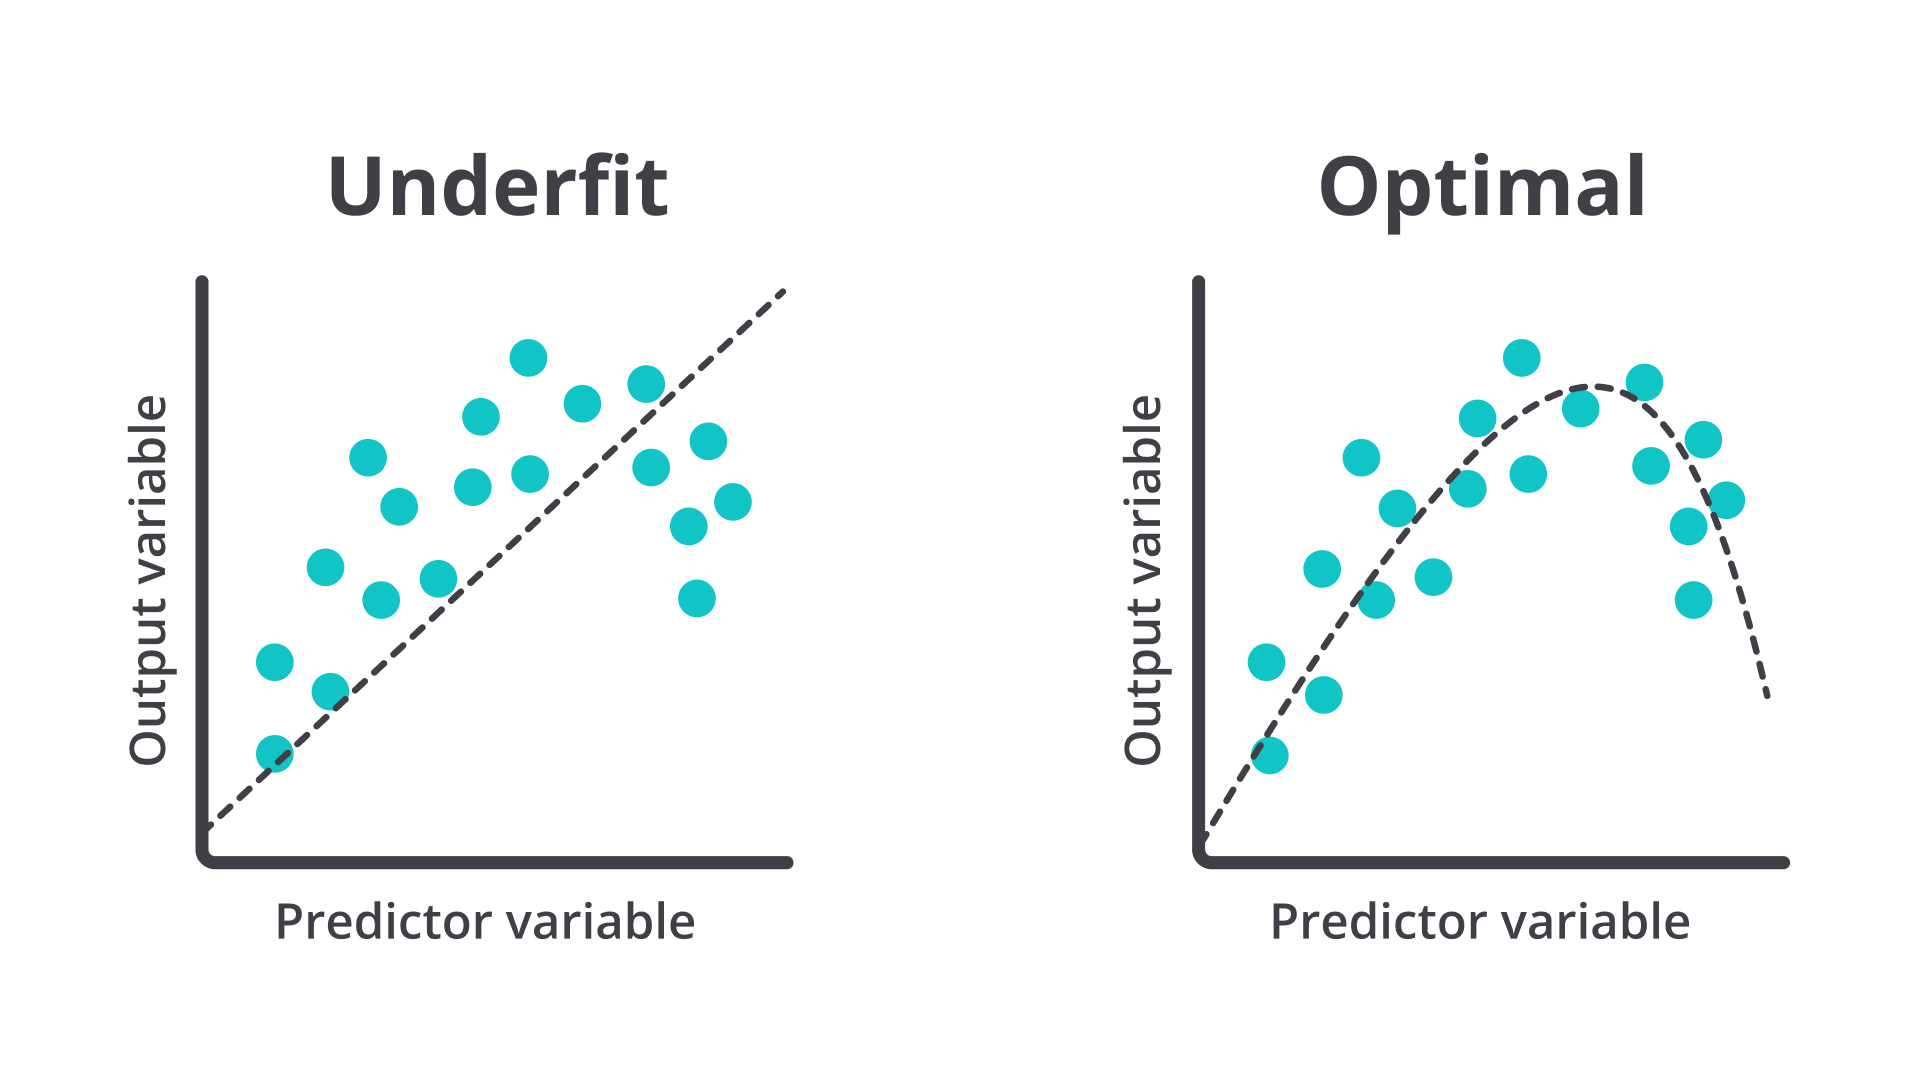 Underfit
Output variable
Predictor variable
Optimal
Output variable
Predictor variable